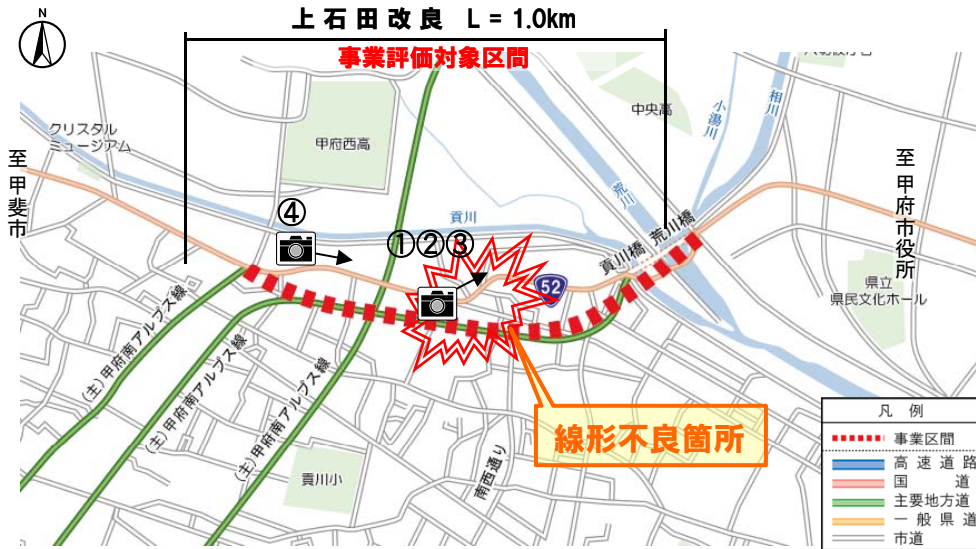 N
上石田改良 L = 1.0km
事業評価対象区間
クリスタル
ミュージアム
甲府西高
中央高
小湯川
相川
至 甲斐市
至 甲府市役所
荒川
貢川
④
①②③
貢川橋
荒川橋
52
県立
県民文化ホール
(主)甲府南アルプス線
(主)甲府南アルプス線
(主)甲府南アルプス線
線形不良箇所
貢川小
南西通り
凡 例
事業区間
高速道路
国 道
主要地方道
一般県道
市道